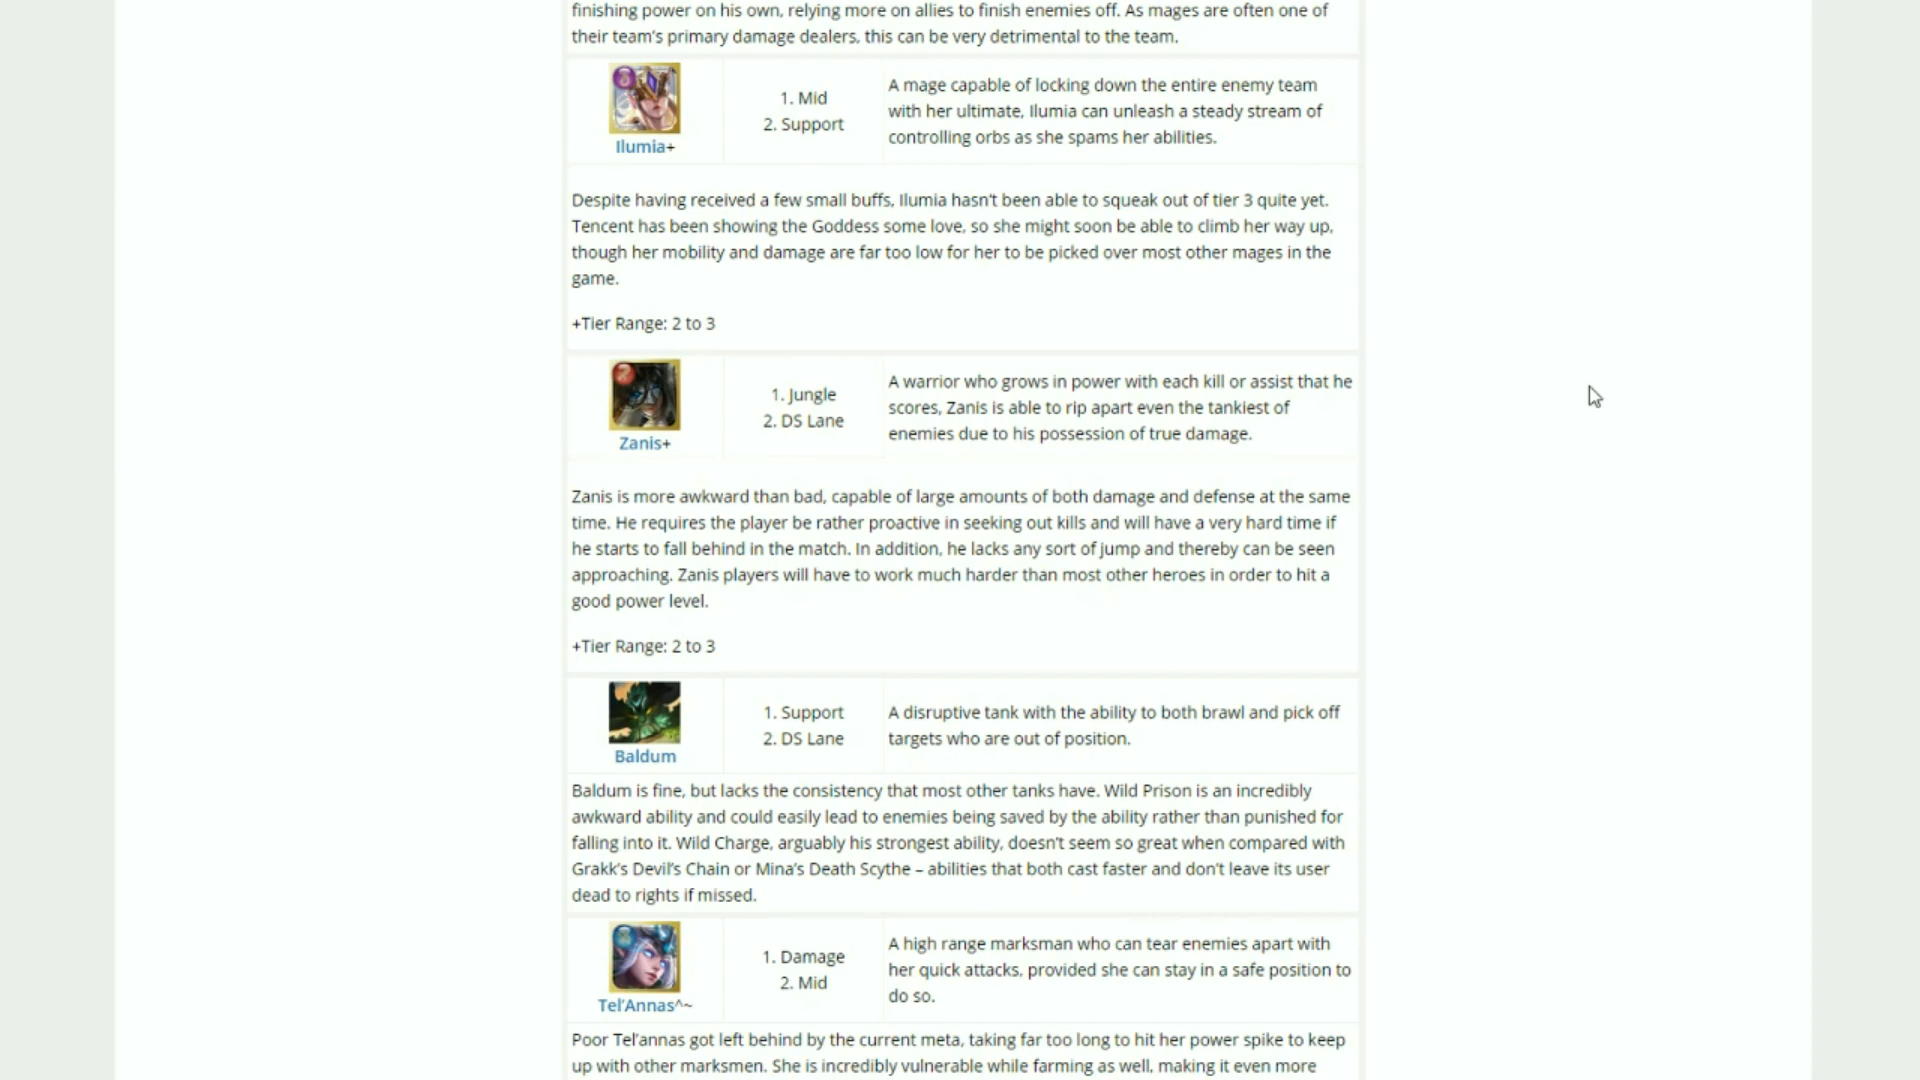 finishing power on his own, relying more on allies to finish enemies off. As mages are often one of
their team's primary damage dealers, this can be very detrimental to the team.
Ilumia+
1. Mid
2. Support
A mage capable of locking down the entire enemy team
with her ultimate, Ilumia can unleash a steady stream of
controlling orbs as she spams her abilities.
Despite having received a few small buffs, Ilumia hasn't been able to squeak out of tier 3 quite yet.
Tencent has been showing the Goddess some love, so she might soon be able to climb her way up,
though her mobility and damage are far too low for her to be picked over most other mages in the
game.
+Tier Range: 2 to 3
Zanis+
1. Jungle
2. DS Lane
A warrior who grows in power with each kill or assist that he
scores, Zanis is able to rip apart even the tankiest of
enemies due to his possession of true damage.
Zanis is more awkward than bad, capable of large amounts of both damage and defense at the same
time. He requires the player be rather proactive in seeking out kills and will have a very hard time if
he starts to fall behind in the match. In addition, he lacks any sort of jump and thereby can be seen
approaching. Zanis players will have to work much harder than most other heroes in order to hit a
good power level.
+Tier Range: 2 to 3
Baldum
1. Support
2. DS Lane
A disruptive tank with the ability to both brawl and pick off
targets who are out of position.
Baldum is fine, but lacks the consistency that most other tanks have. Wild Prison is an incredibly
awkward ability and could easily lead to enemies being saved by the ability rather than punished for
falling into it. Wild Charge, arguably his strongest ability, doesn't seem so great when compared with
Grakk's Devil's Chain or Mina's Death Scythe – abilities that both cast faster and don't leave its user
dead to rights if missed.
Tel'Annas^~
1. Damage
2. Mid
A high range marksman who can tear enemies apart with
her quick attacks, provided she can stay in a safe position to
do so.
Poor Tel'annas got left behind by the current meta, taking far too long to hit her power spike to keep
up with other marksmen. She is incredibly vulnerable while farming as well, making it even more